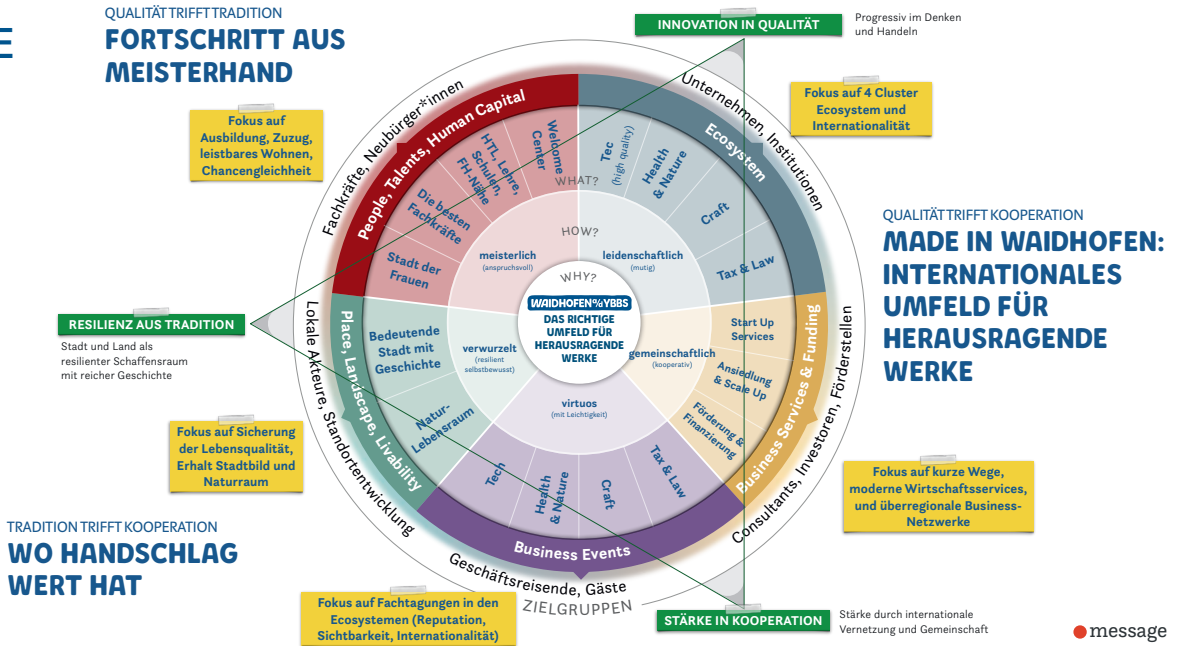 QUALITÄT TRIFFT TRADITION
FORTSCHRITT AUS
MEISTERHAND
INNOVATION IN QUALITÄT
Progressiv im Denken
und Handeln
Fokus auf
Ausbildung, Zuzug,
leistbares Wohnen,
Chancengleichheit
Fokus auf 4 Cluster
Ecosystem und
Internationalität
Fachkräfte, Neubürger*innen
Unternehmen, Institutionen
People, Talents, Human Capital
Ecosystem
Stadt der
Frauen
Die besten
Fachkräfte
HTL, Lehre,
Schulen,
FH-Nähe
Welcome
Center
Tec
(high quality)
Health
& Nature
Craft
Tax & Law
WHAT?
HOW?
meisterlich
(anspruchsvoll)
leidenschaftlich
(mutig)
WHY?
WAIDHOFEN%YBBS
DAS RICHTIGE
UMFELD FÜR
HERAUSRAGENDE
WERKE
QUALITÄT TRIFFT KOOPERATION
MADE IN WAIDHOFEN:
INTERNATIONALES
UMFELD FÜR
HERAUSRAGENDE
WERKE
RESILIENZ AUS TRADITION
Stadt und Land als
resilienter Schaffensraum
mit reicher Geschichte
Lokale Akteure, Standortentwicklung
Place, Landscape, Livability
Bedeutende
Stadt mit
Geschichte
Natur-
Lebensraum
verwurzelt
(resilient
selbstbewusst)
gemeinschaftlich
(kooperativ)
virtuos
(mit Leichtigkeit)
Start Up
Services
Ansiedlung
& Scale Up
Förderung &
Finanzierung
Business Services & Funding
Consultants, Investoren, Förderstellen
Tech
Health
& Nature
Craft
Tax & Law
Business Events
Geschäftsreisende, Gäste
ZIELGRUPPEN
Fokus auf Sicherung
der Lebensqualität,
Erhalt Stadtbild und
Naturraum
Fokus auf kurze Wege,
moderne Wirtschaftsservices,
und überregionale Business-
Netzwerke
TRADITION TRIFFT KOOPERATION
WO HANDSCHLAG
WERT HAT
Fokus auf Fachtagungen in den
Ecosystemen (Reputation,
Sichtbarkeit, Internationalität)
STÄRKE IN KOOPERATION
Stärke durch internationale
Vernetzung und Gemeinschaft
message